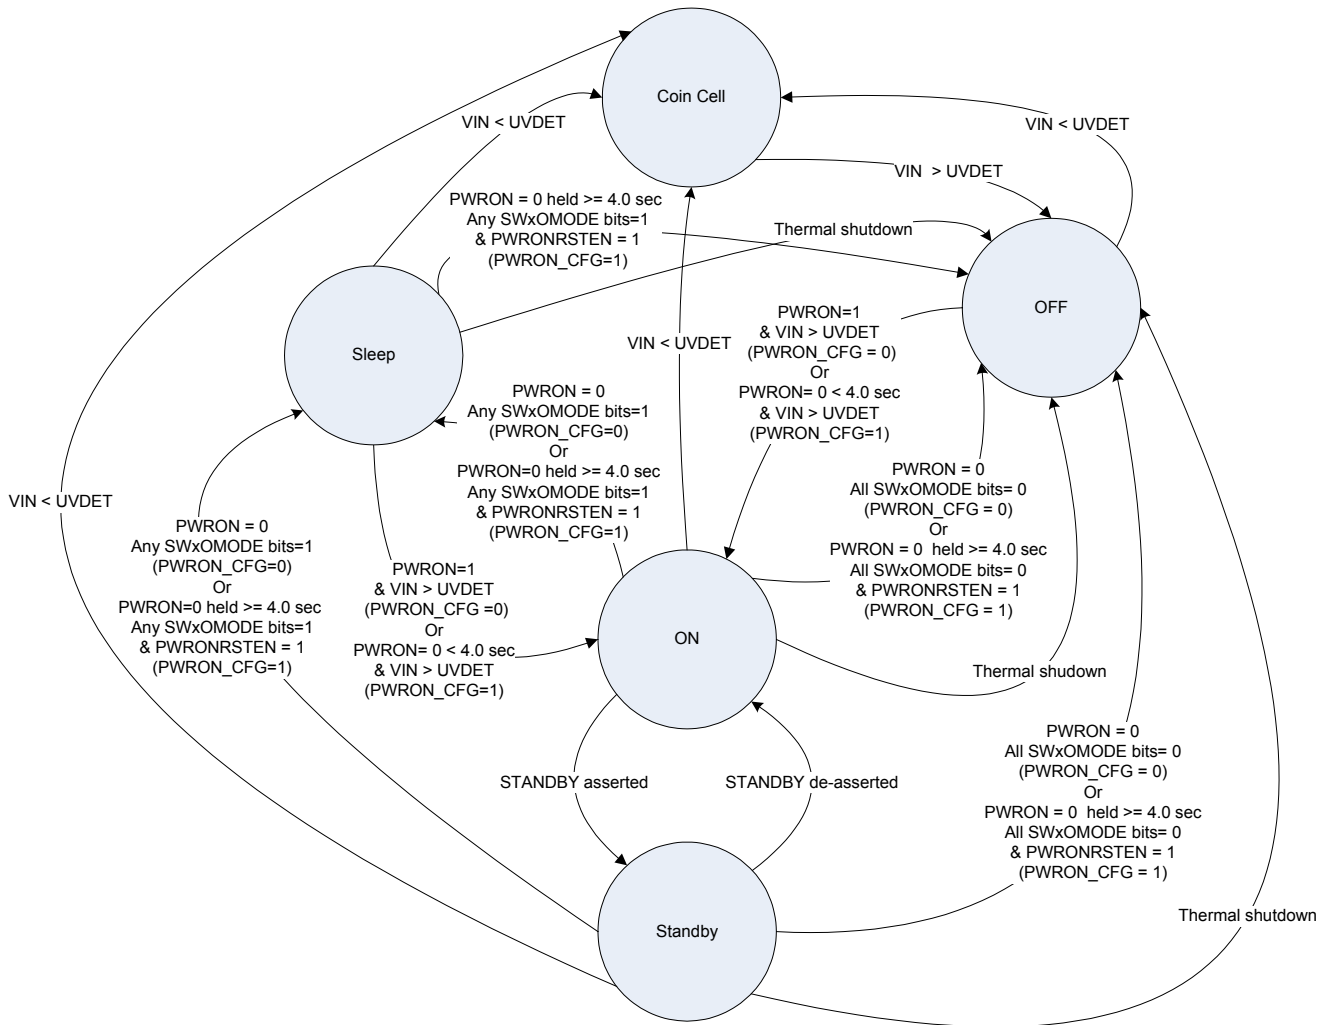 Coin Cell
VIN < UVDET
VIN < UVDET
VIN > UVDET
PWRON = 0 held >= 4.0 sec
Any SWxOMODE bits=1
& PWRONRSTEN = 1
(PWRON_CFG=1)
Thermal shutdown
OFF
Sleep
VIN < UVDET
PWRON=1
& VIN > UVDET
(PWRON_CFG = 0)
Or
PWRON= 0 < 4.0 sec
& VIN > UVDET
(PWRON_CFG=1)
PWRON = 0
Any SWxOMODE bits=1
(PWRON_CFG=0)
Or
PWRON=0 held >= 4.0 sec
Any SWxOMODE bits=1
& PWRONRSTEN = 1
(PWRON_CFG=1)
PWRON = 0
All SWxOMODE bits= 0
(PWRON_CFG = 0)
Or
PWRON = 0 held >= 4.0 sec
All SWxOMODE bits= 0
& PWRONRSTEN = 1
(PWRON_CFG = 1)
VIN < UVDET
PWRON = 0
Any SWxOMODE bits=1
(PWRON_CFG=0)
Or
PWRON=0 held >= 4.0 sec
Any SWxOMODE bits=1
& PWRONRSTEN = 1
(PWRON_CFG=1)
PWRON=1
& VIN > UVDET
(PWRON_CFG =0)
Or
PWRON= 0 < 4.0 sec
& VIN > UVDET
(PWRON_CFG=1)
ON
Thermal shudown
STANDBY asserted
STANDBY de-asserted
PWRON = 0
All SWxOMODE bits= 0
(PWRON_CFG = 0)
Or
PWRON = 0 held >= 4.0 sec
All SWxOMODE bits= 0
& PWRONRSTEN = 1
(PWRON_CFG = 1)
Thermal shutdown
Standby